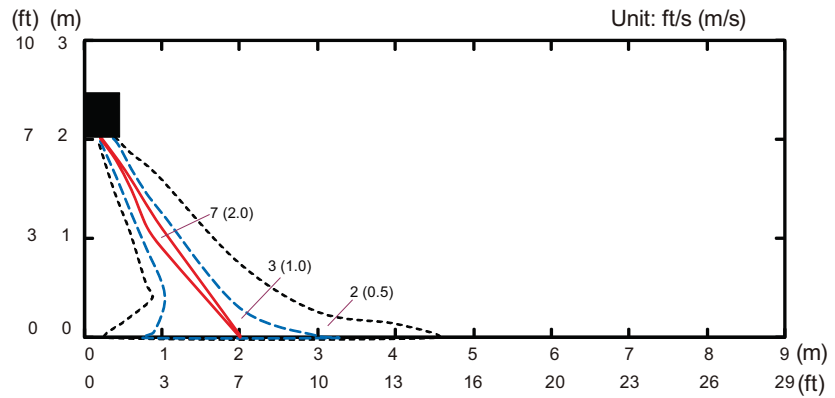 (ft) (m) Unit: ft/s (m/s)
10 3
7 2
7 (2.0)
3 1
3 (1.0)
2 (0.5)
0 0
0 1 2 3 4 5 6 7 8 9 (m)
0 3 7 10 13 16 20 23 26 29 (ft)